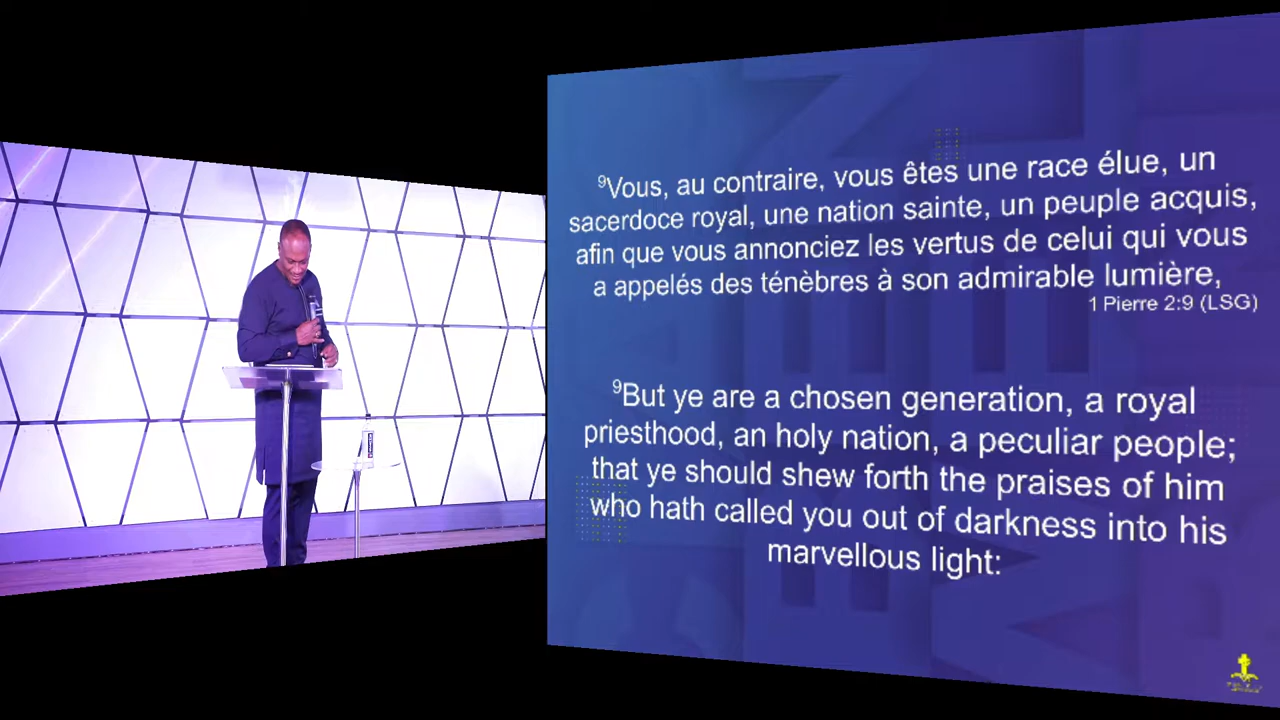 ⁹Vous, au contraire, vous êtes une race élue, un
sacerdoce royal, une nation sainte, un peuple acquis,
afin que vous annonciez les vertus de celui qui vous
a appelés des ténèbres à son admirable lumière,
1 Pierre 2:9 (LSG)
⁹But ye are a chosen generation, a royal
priesthood, an holy nation, a peculiar people;
that ye should shew forth the praises of him
who hath called you out of darkness into his
marvellous light: